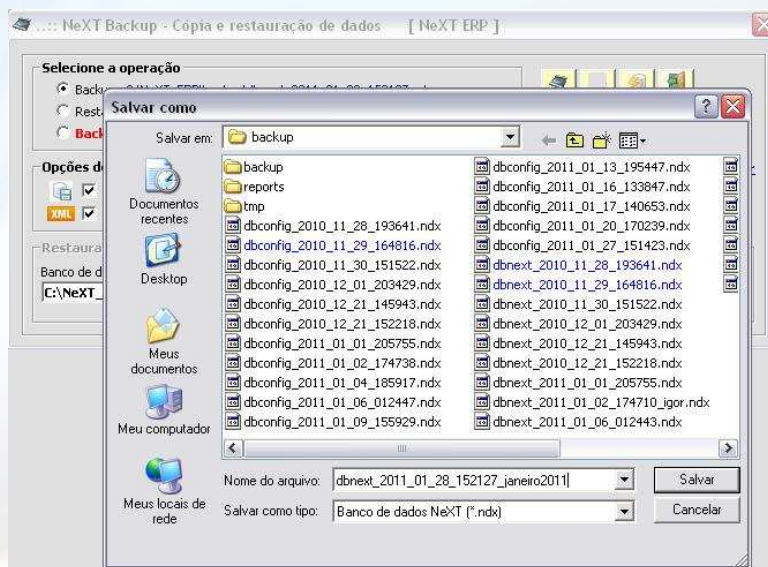 ..:: NeXT Backup - Cópia e restauração de dados [ NeXT ERP ]
Selecione a operação
Salvar como
Salvar em: backup
Opções d
XML
Restaura
Banco de d
C:\NeXT_
Documentos recentes
Desktop
Meus documentos
Meu computador
Meus locais de rede
backup
reports
tmp
dbconfig_2010_11_28_193641.ndx
dbconfig_2010_11_29_164816.ndx
dbconfig_2010_11_30_151522.ndx
dbconfig_2010_12_01_203429.ndx
dbconfig_2010_12_21_145943.ndx
dbconfig_2010_12_21_152218.ndx
dbconfig_2011_01_01_205755.ndx
dbconfig_2011_01_02_174738.ndx
dbconfig_2011_01_04_185917.ndx
dbconfig_2011_01_06_012447.ndx
dbconfig_2011_01_09_155929.ndx
dbconfig_2011_01_13_195447.ndx
dbconfig_2011_01_16_133847.ndx
dbconfig_2011_01_17_140653.ndx
dbconfig_2011_01_20_170239.ndx
dbconfig_2011_01_27_151423.ndx
dbnext_2010_11_28_193641.ndx
dbnext_2010_11_29_164816.ndx
dbnext_2010_11_30_151522.ndx
dbnext_2010_12_01_203429.ndx
dbnext_2010_12_21_145943.ndx
dbnext_2010_12_21_152218.ndx
dbnext_2011_01_01_205755.ndx
dbnext_2011_01_02_174710_igor.ndx
dbnext_2011_01_06_012443.ndx
Nome do arquivo: dbnext_2011_01_28_152127_janeiro2011 Salvar
Salvar como tipo: Banco de dados NeXT (*.ndx) Cancelar